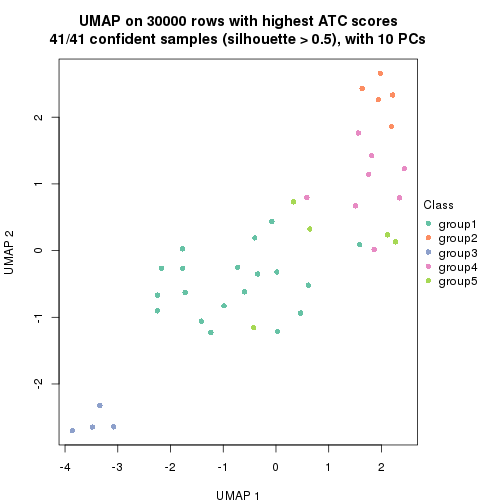 UMAP on 30000 rows with highest ATC scores
41/41 confident samples (silhouette > 0.5), with 10 PCs
UMAP 2
2
1
0
-1
-2
-4
-3
-2
-1
0
1
2
UMAP 1
Class
group1
group2
group3
group4
group5